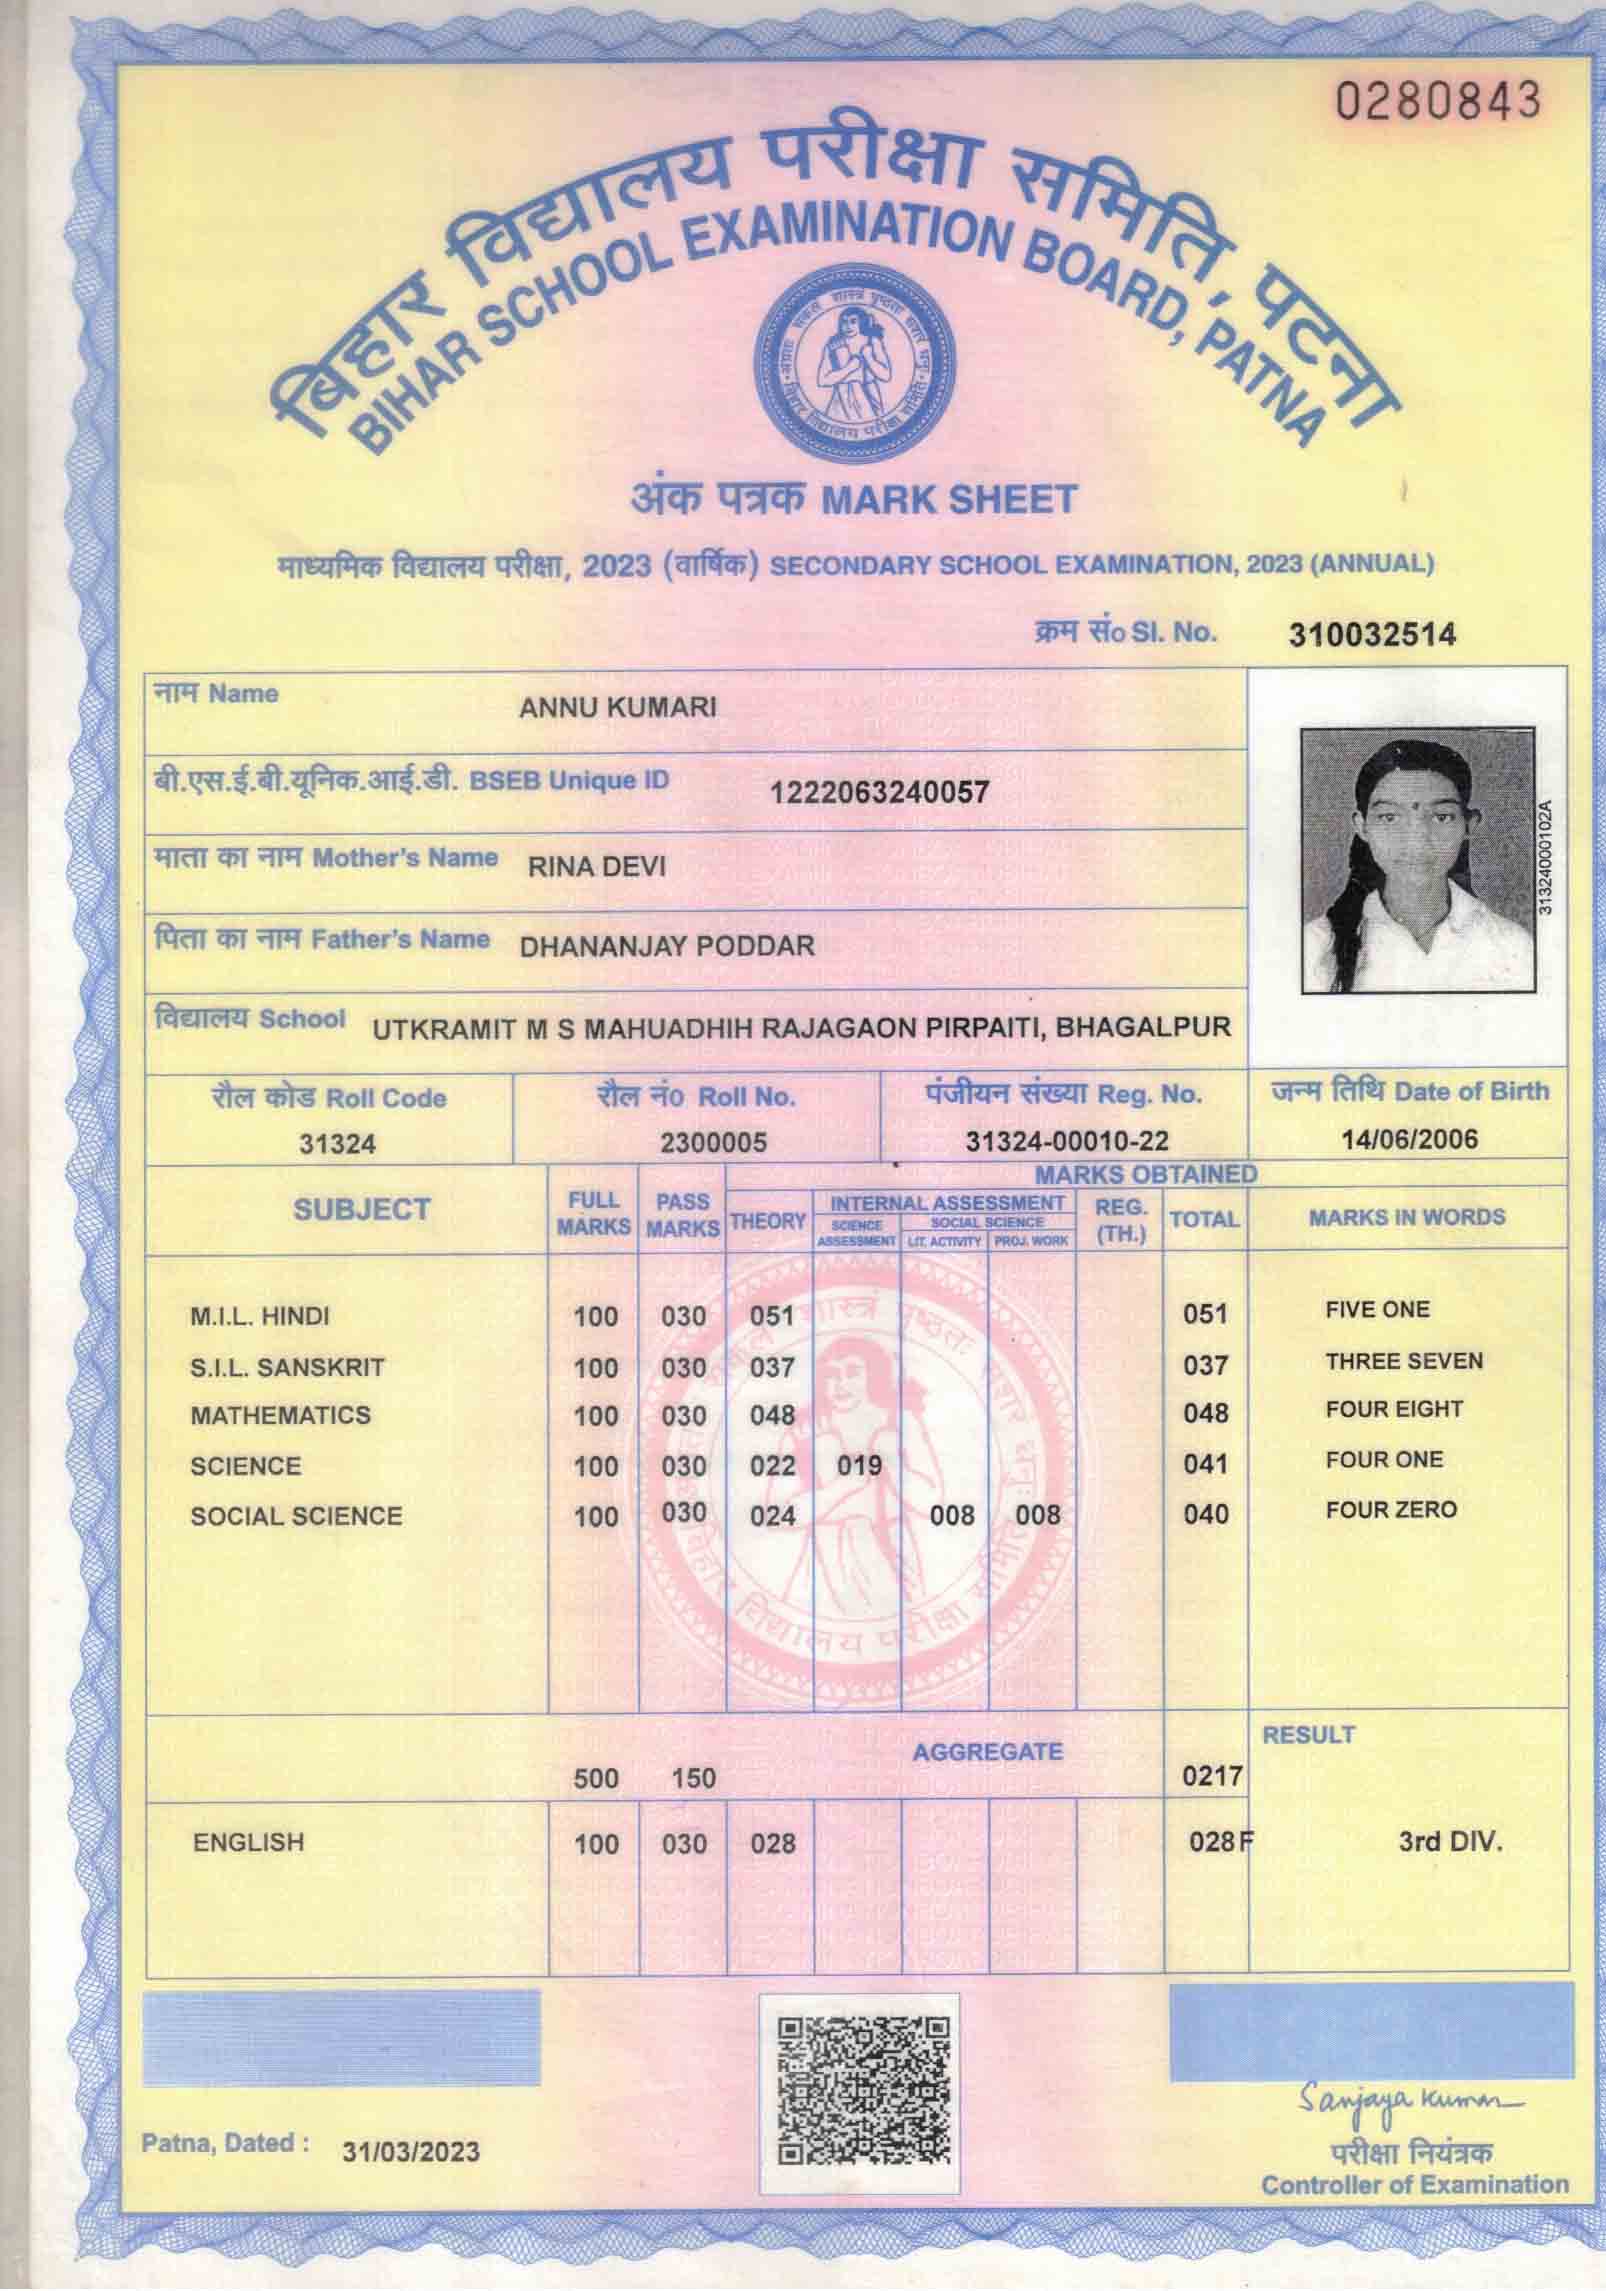 0280843
बिहार विद्यालय परीक्षा समिति, पटना
BIHAR SCHOOL EXAMINATION BOARD, PATNA
बिहार विद्यालय परीक्षा समिति
अंक पत्रक MARK SHEET
माध्यमिक विद्यालय परीक्षा, 2023 (वार्षिक) SECONDARY SCHOOL EXAMINATION, 2023 (ANNUAL)
क्रम सं० Sl. No. 310032514
नाम Name ANNU KUMARI
बी.एस.ई.बी.यूनिक.आई.डी. BSEB Unique ID 1222063240057
माता का नाम Mother's Name RINA DEVI
पिता का नाम Father's Name DHANANJAY PODDAR
विद्यालय School UTKRAMIT M S MAHUADHIH RAJAGAON PIRPAITI, BHAGALPUR
31324000102A
रौल कोड Roll Code रौल नं० Roll No. पंजीयन संख्या Reg. No. जन्म तिथि Date of Birth
31324 2300005 31324-00010-22 14/06/2006
MARKS OBTAINED
SUBJECT FULL MARKS PASS MARKS THEORY INTERNAL ASSESSMENT REG. (TH.) TOTAL MARKS IN WORDS
SCIENCE ASSESSMENT SOCIAL SCIENCE
LIT. ACTIVITY PROJ. WORK
M.I.L. HINDI 100 030 051 051 FIVE ONE
S.I.L. SANSKRIT 100 030 037 037 THREE SEVEN
MATHEMATICS 100 030 048 048 FOUR EIGHT
SCIENCE 100 030 022 019 041 FOUR ONE
SOCIAL SCIENCE 100 030 024 008 008 040 FOUR ZERO
बिहार विद्यालय परीक्षा समिति
AGGREGATE RESULT
500 150 0217
ENGLISH 100 030 028 028F 3rd DIV.
Sanjaya Kumar
Patna, Dated : 31/03/2023
परीक्षा नियंत्रक
Controller of Examination